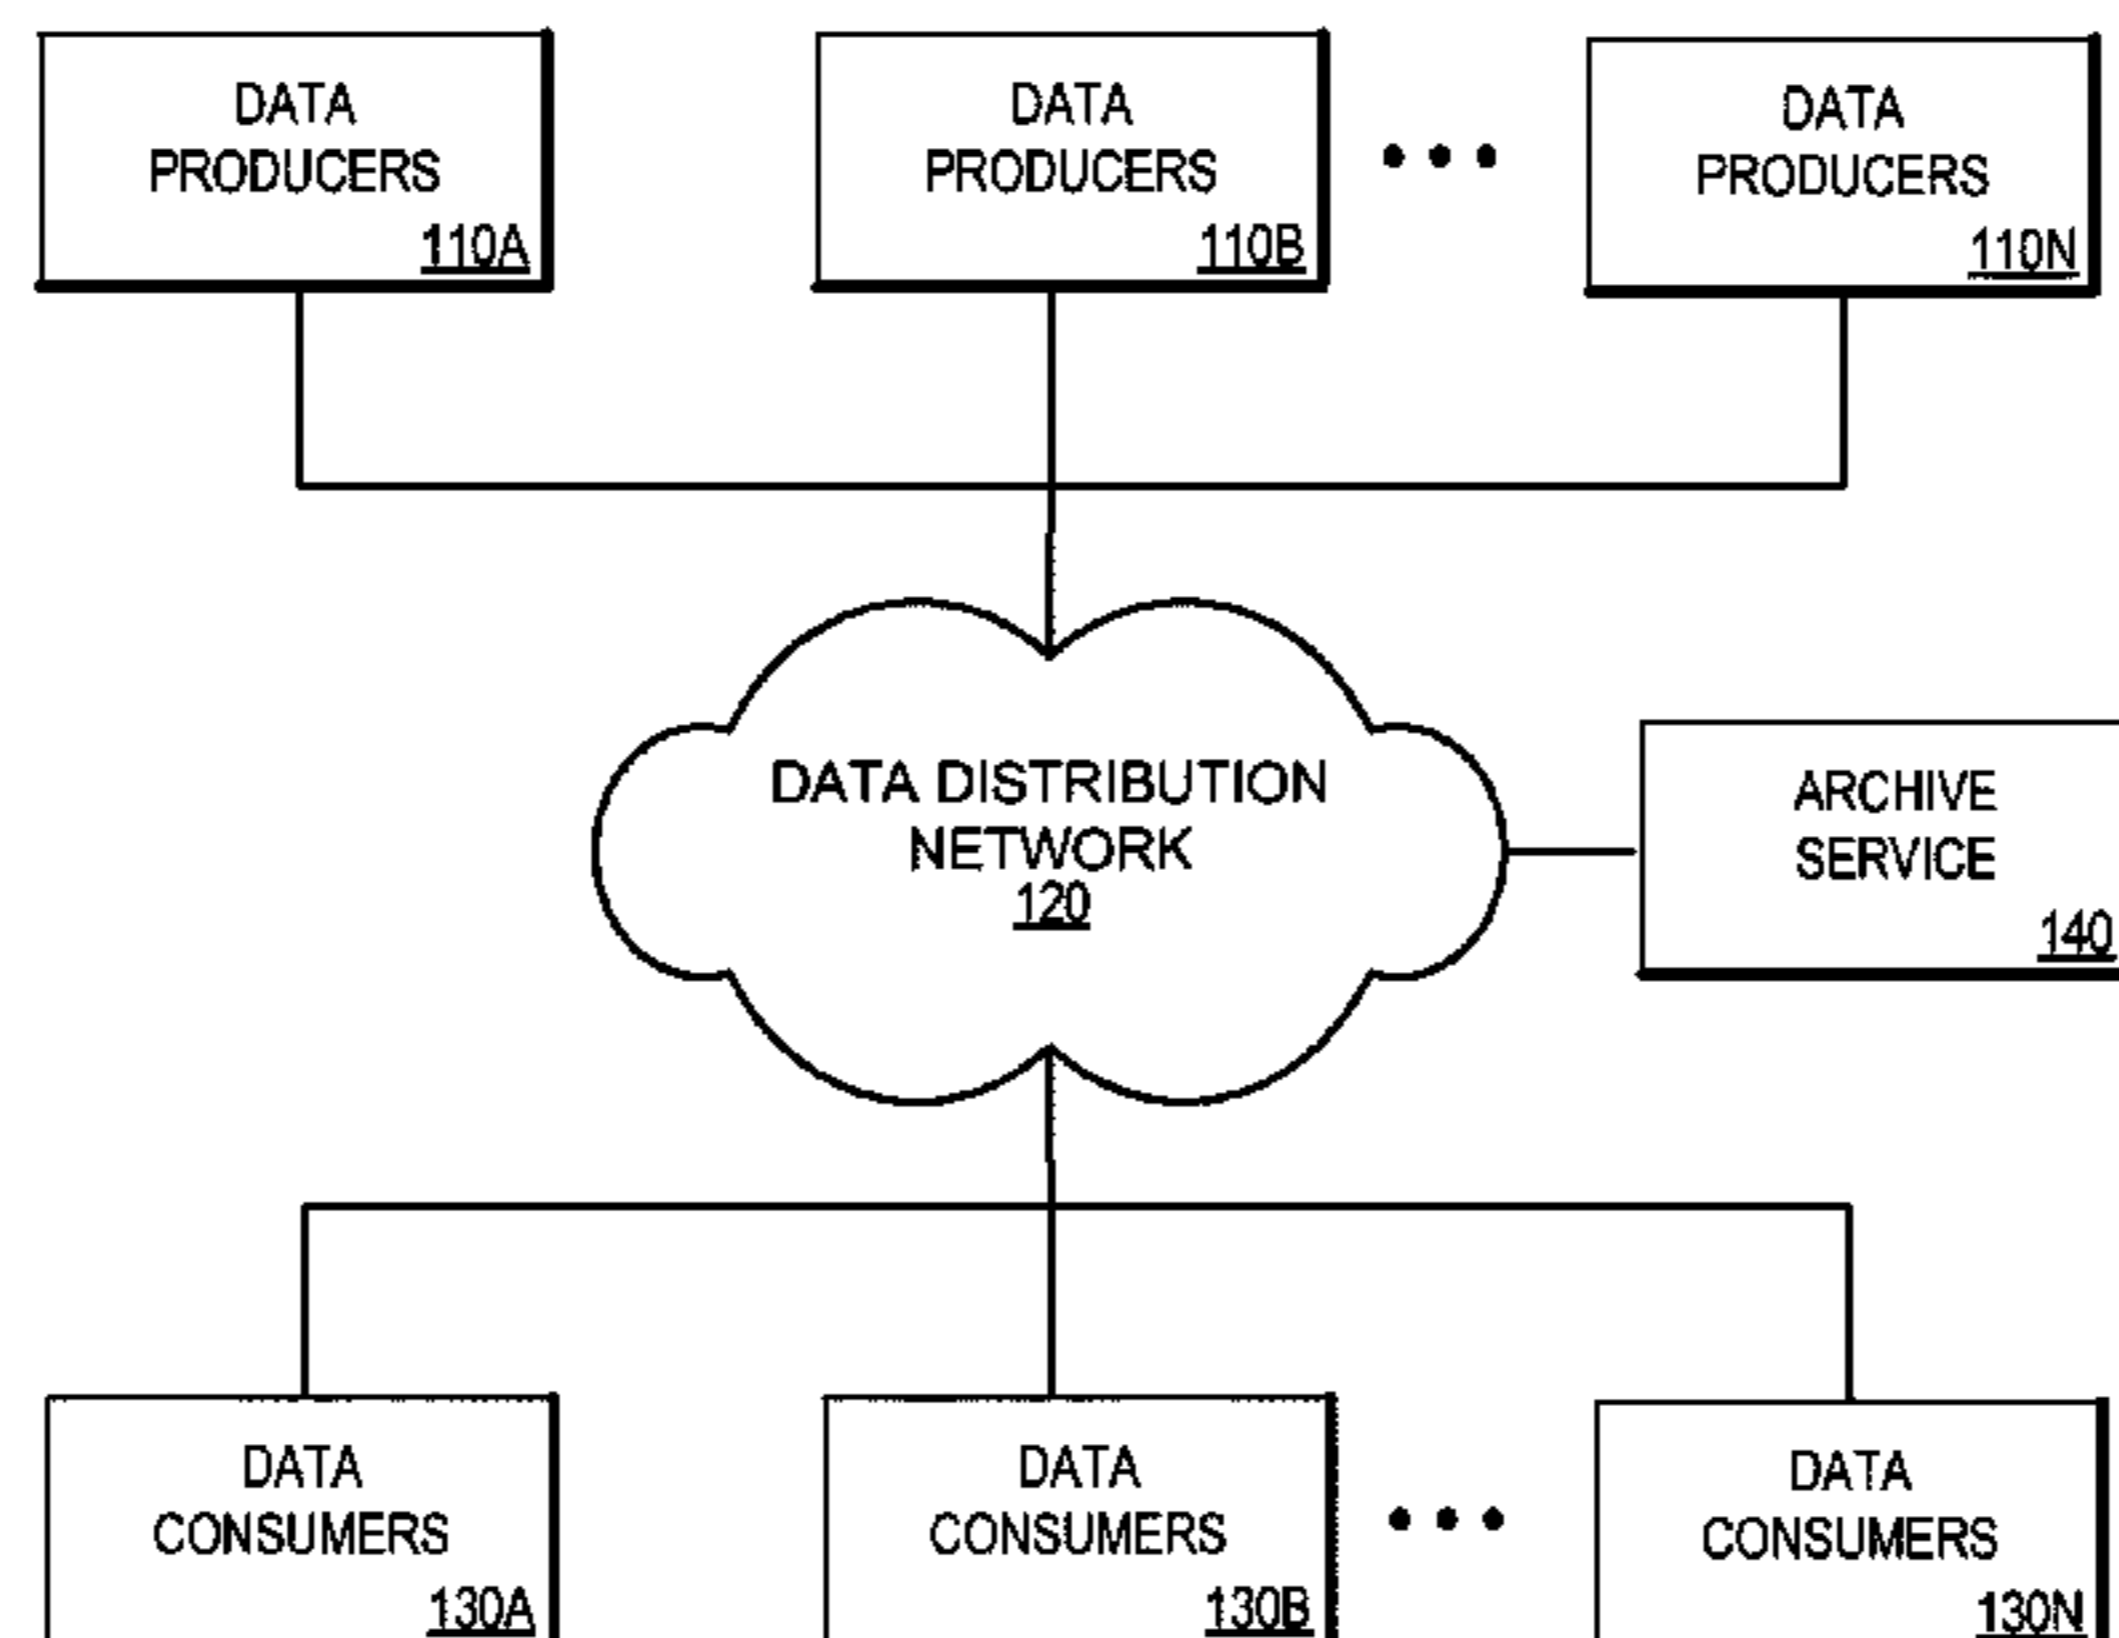 DATA
PRODUCERS
110A
DATA
PRODUCERS
110B
DATA
PRODUCERS
110N
DATA DISTRIBUTION
NETWORK
120
ARCHIVE
SERVICE
140
DATA
CONSUMERS
130A
DATA
CONSUMERS
130B
DATA
CONSUMERS
130N